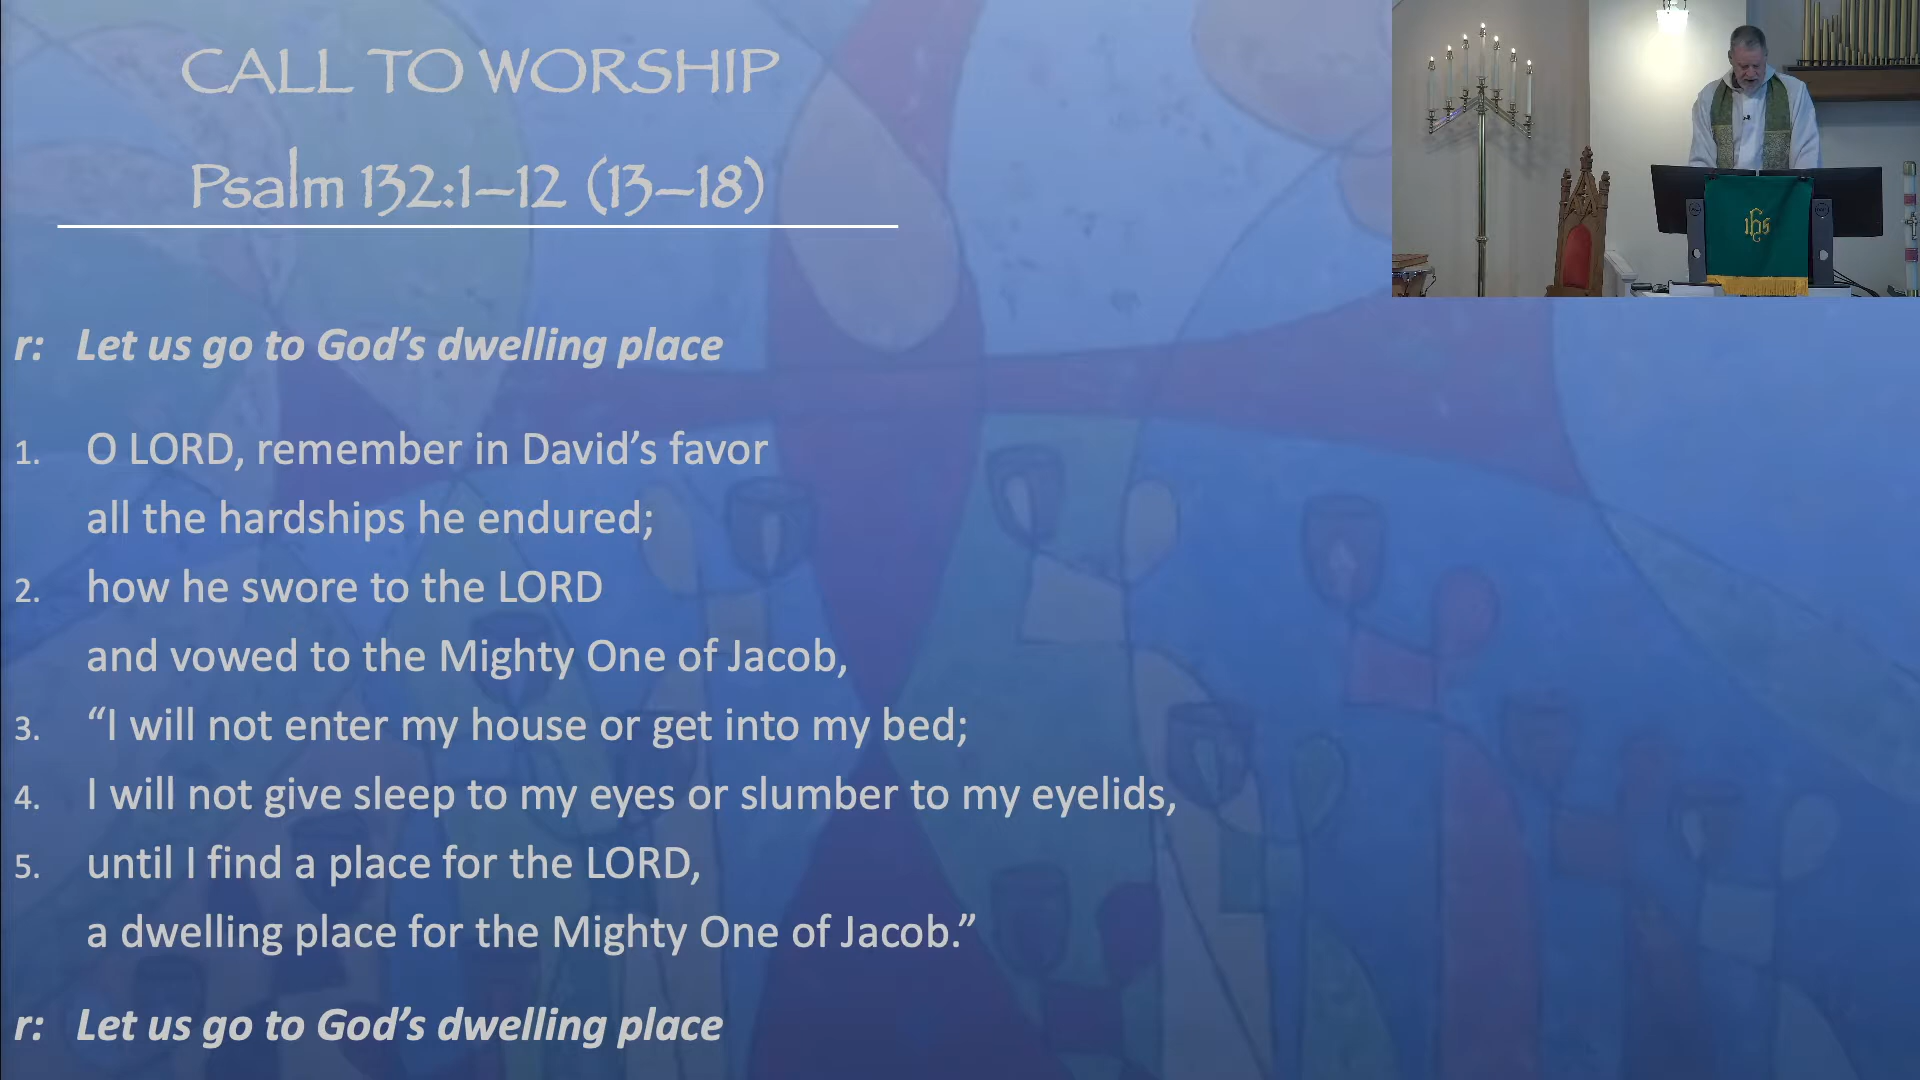 CALL TO WORSHIP
Psalm 132:1–12 (13–18)
r: Let us go to God’s dwelling place
1. O LORD, remember in David’s favor
all the hardships he endured;
2. how he swore to the LORD
and vowed to the Mighty One of Jacob,
3. “I will not enter my house or get into my bed;
4. I will not give sleep to my eyes or slumber to my eyelids,
5. until I find a place for the LORD,
a dwelling place for the Mighty One of Jacob.”
r: Let us go to God’s dwelling place
ihs